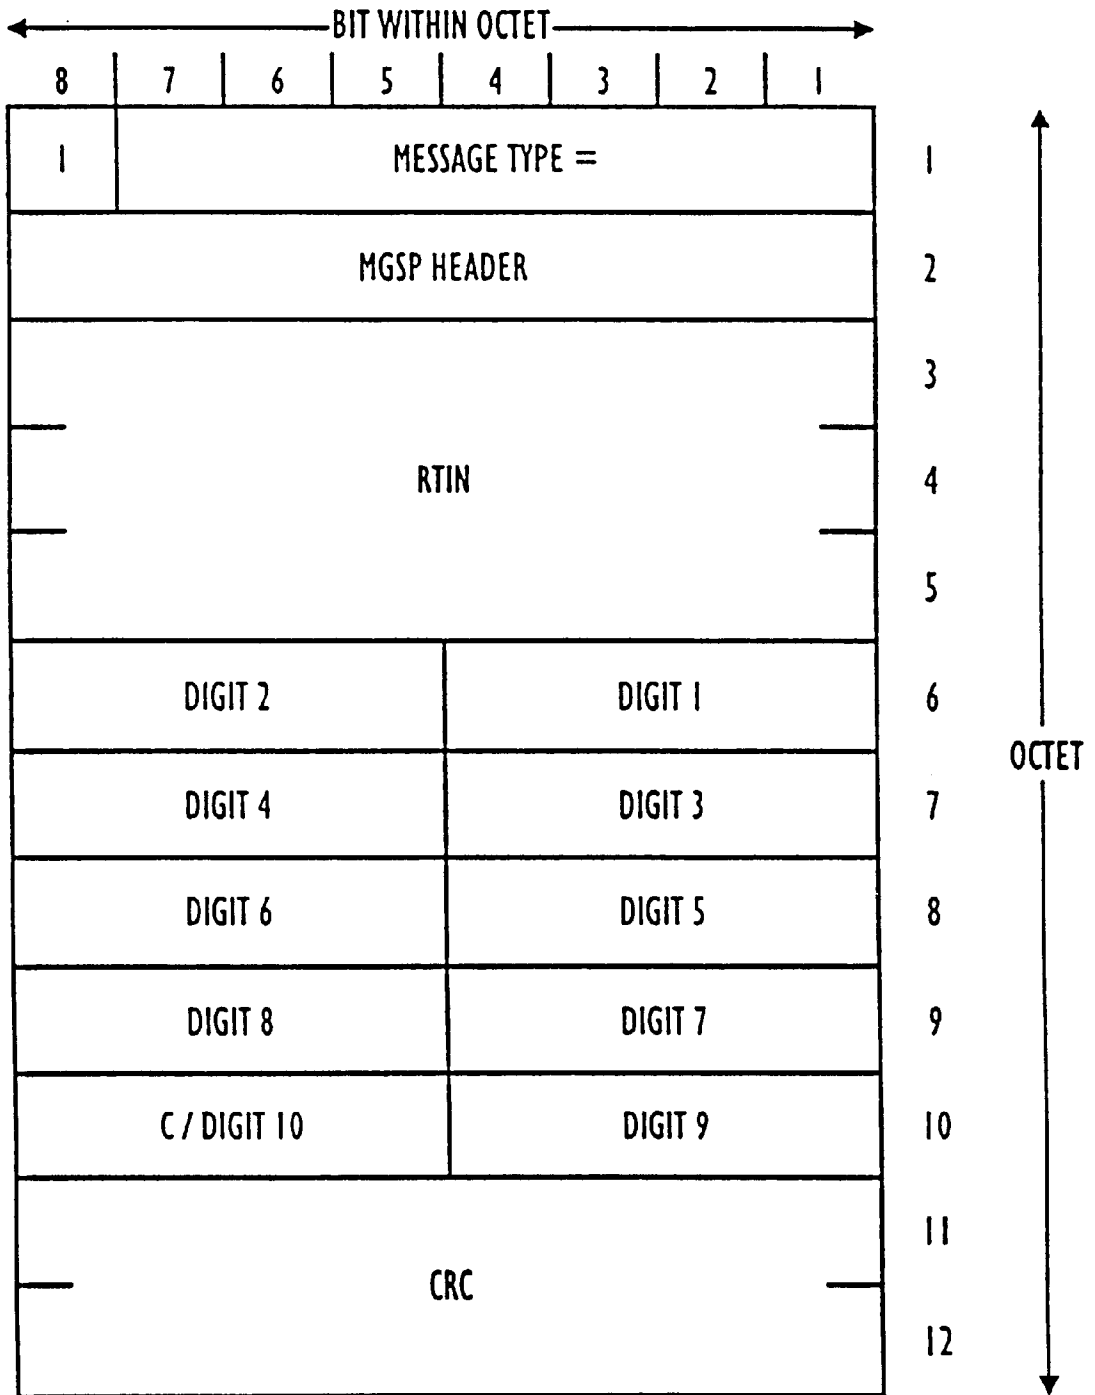 BIT WITHIN OCTET
8 7 6 5 4 3 2 1
1 MESSAGE TYPE = 1
MGSP HEADER 2
3
RTIN 4
5
DIGIT 2 DIGIT 1 6
OCTET
DIGIT 4 DIGIT 3 7
DIGIT 6 DIGIT 5 8
DIGIT 8 DIGIT 7 9
C / DIGIT 10 DIGIT 9 10
11
CRC
12